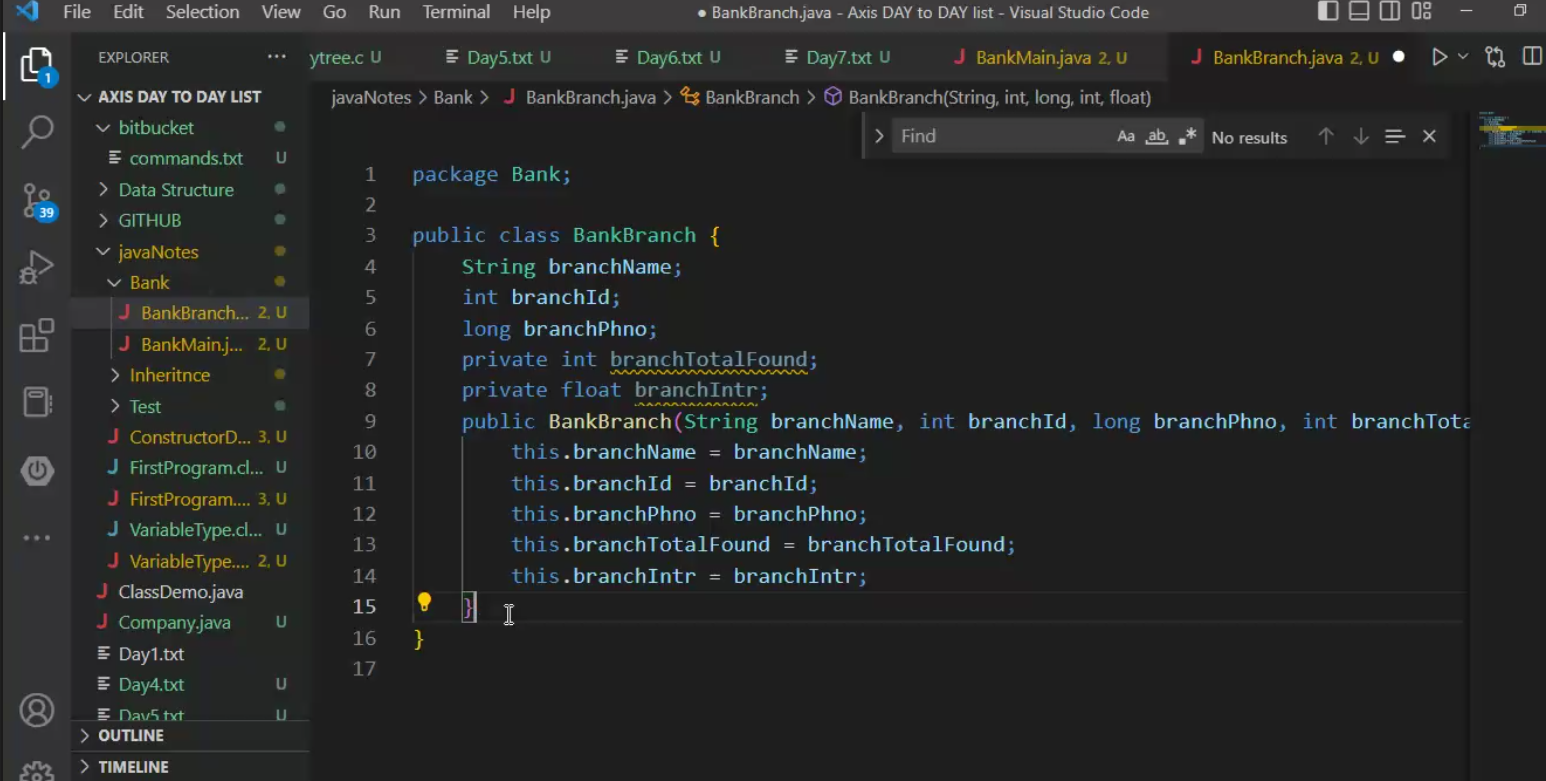 File Edit Selection View Go Run Terminal Help ● BankBranch.java - Axis DAY to DAY list - Visual Studio Code
EXPLORER ··· ytree.c U Day5.txt U Day6.txt U Day7.txt U J BankMain.java 2, U J BankBranch.java 2, U ●
1
AXIS DAY TO DAY LIST
javaNotes > Bank > J BankBranch.java > BankBranch > BankBranch(String, int, long, int, float)
Find Aa ab, .* No results
bitbucket
commands.txt U
Data Structure
39
GITHUB
javaNotes
Bank
J BankBranch... 2, U
J BankMain.j... 2, U
Inheritnce
Test
J ConstructorD... 3, U
J FirstProgram.cl... U
J FirstProgram.... 3, U
J VariableType.cl... U
J VariableType.... 2, U
J ClassDemo.java
J Company.java U
Day1.txt
Day4.txt U
Day5.txt U
OUTLINE
TIMELINE
1 package Bank;
2
3 public class BankBranch {
4 String branchName;
5 int branchId;
6 long branchPhno;
7 private int branchTotalFound;
8 private float branchIntr;
9 public BankBranch(String branchName, int branchId, long branchPhno, int branchTota
10 this.branchName = branchName;
11 this.branchId = branchId;
12 this.branchPhno = branchPhno;
13 this.branchTotalFound = branchTotalFound;
14 this.branchIntr = branchIntr;
15 }
16 }
17